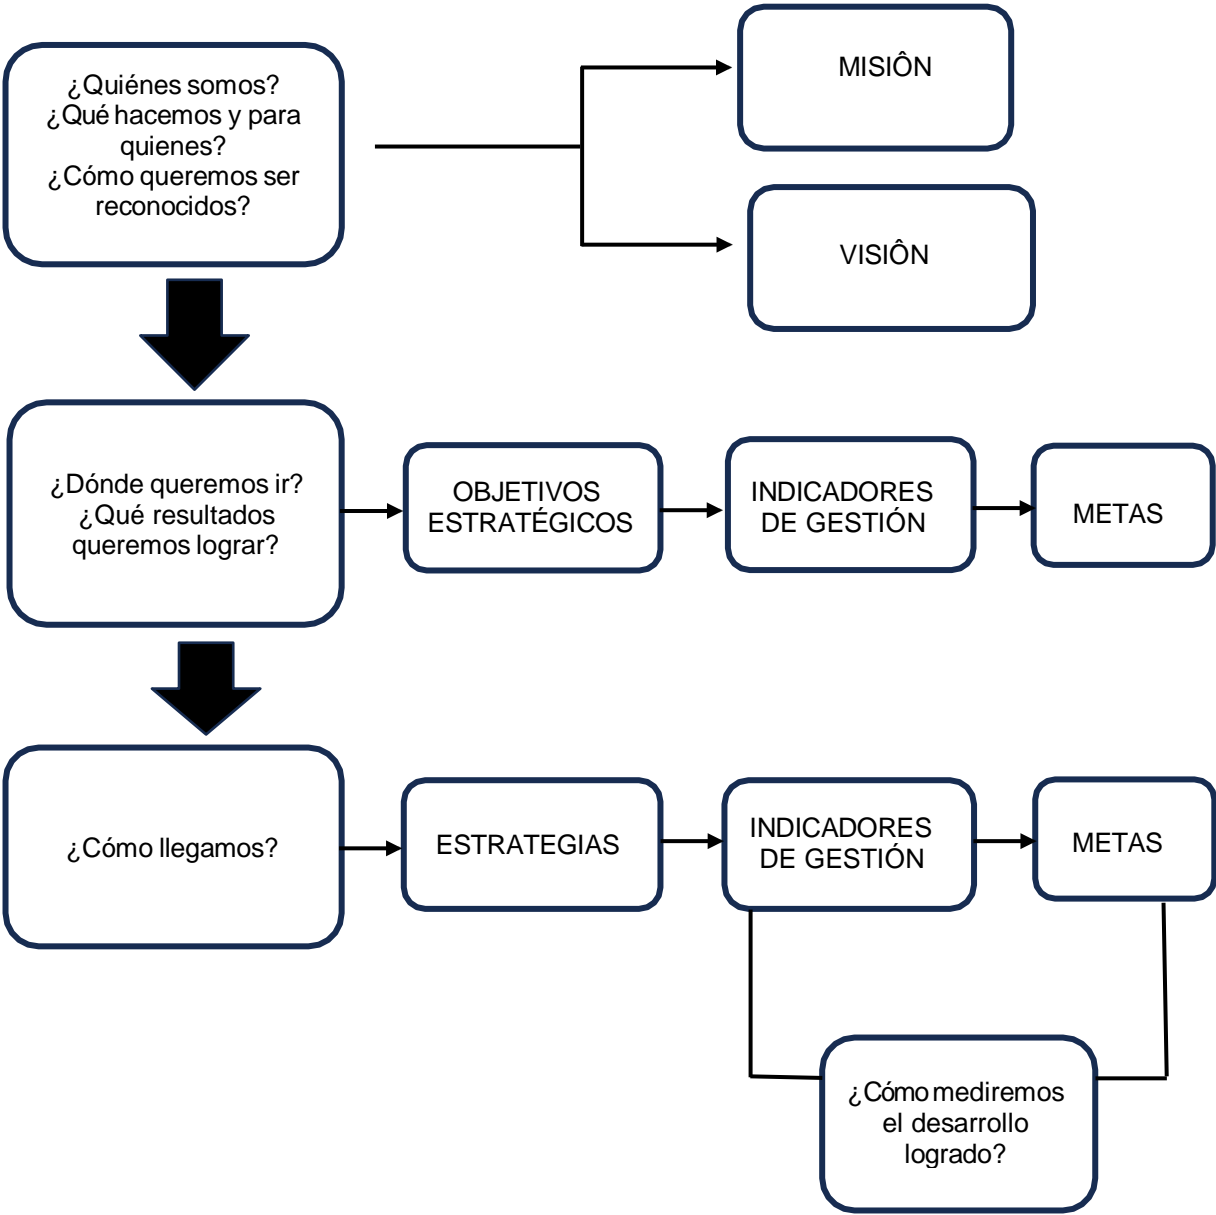 ¿Quiénes somos?
¿Qué hacemos y para
quienes?
¿Cómo queremos ser
reconocidos?
MISIÔN
VISIÔN
¿Dónde queremos ir?
¿Qué resultados
queremos lograr?
OBJETIVOS
ESTRATÉGICOS
INDICADORES
DE GESTIÓN
METAS
¿Cómo llegamos?
ESTRATEGIAS
INDICADORES
DE GESTIÓN
METAS
¿Cómo mediremos
el desarrollo
logrado?